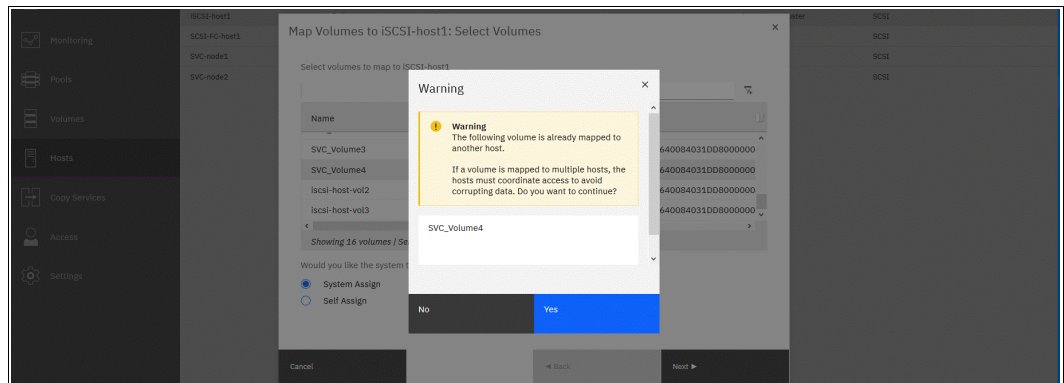 iSCSI-host1
SCSI
SCSI-FC-host1
SCSI
SVC-node1
SCSI
SVC-node2
SCSI
Monitoring
Pools
Volumes
Hosts
Copy Services
Access
Settings
Map Volumes to iSCSI-host1: Select Volumes
Select volumes to map to iSCSI-host1
Name
SVC_Volume3
640084031DD8000000
SVC_Volume4
640084031DD8000000
iscsi-host-vol2
640084031DD8000000
iscsi-host-vol3
640084031DD8000000
Showing 16 volumes | Se
Would you like the system t
System Assign
Self Assign
Cancel
◄ Back
Next ►
Warning
Warning
The following volume is already mapped to
another host.
If a volume is mapped to multiple hosts, the
hosts must coordinate access to avoid
corrupting data. Do you want to continue?
SVC_Volume4
No
Yes